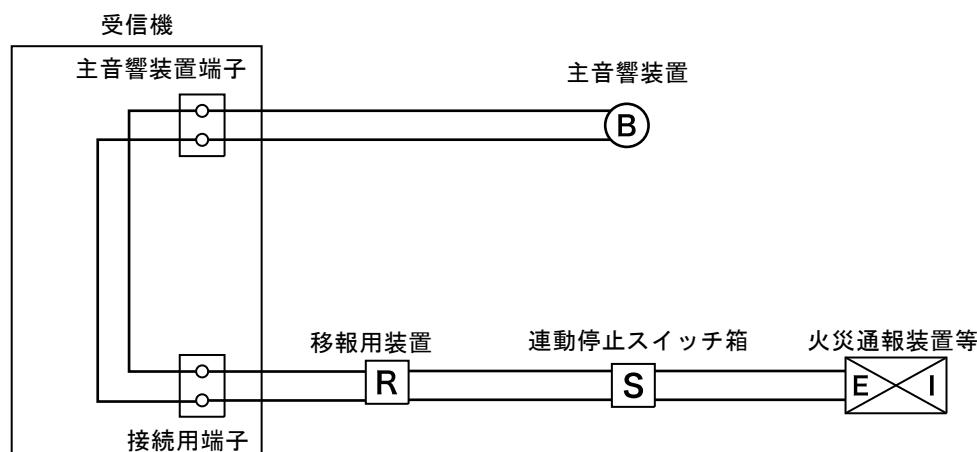 受信機
主音響装置端子
主音響装置
B
移報用装置
連動停止スイッチ箱
火災通報装置等
R
S
E I
接続用端子